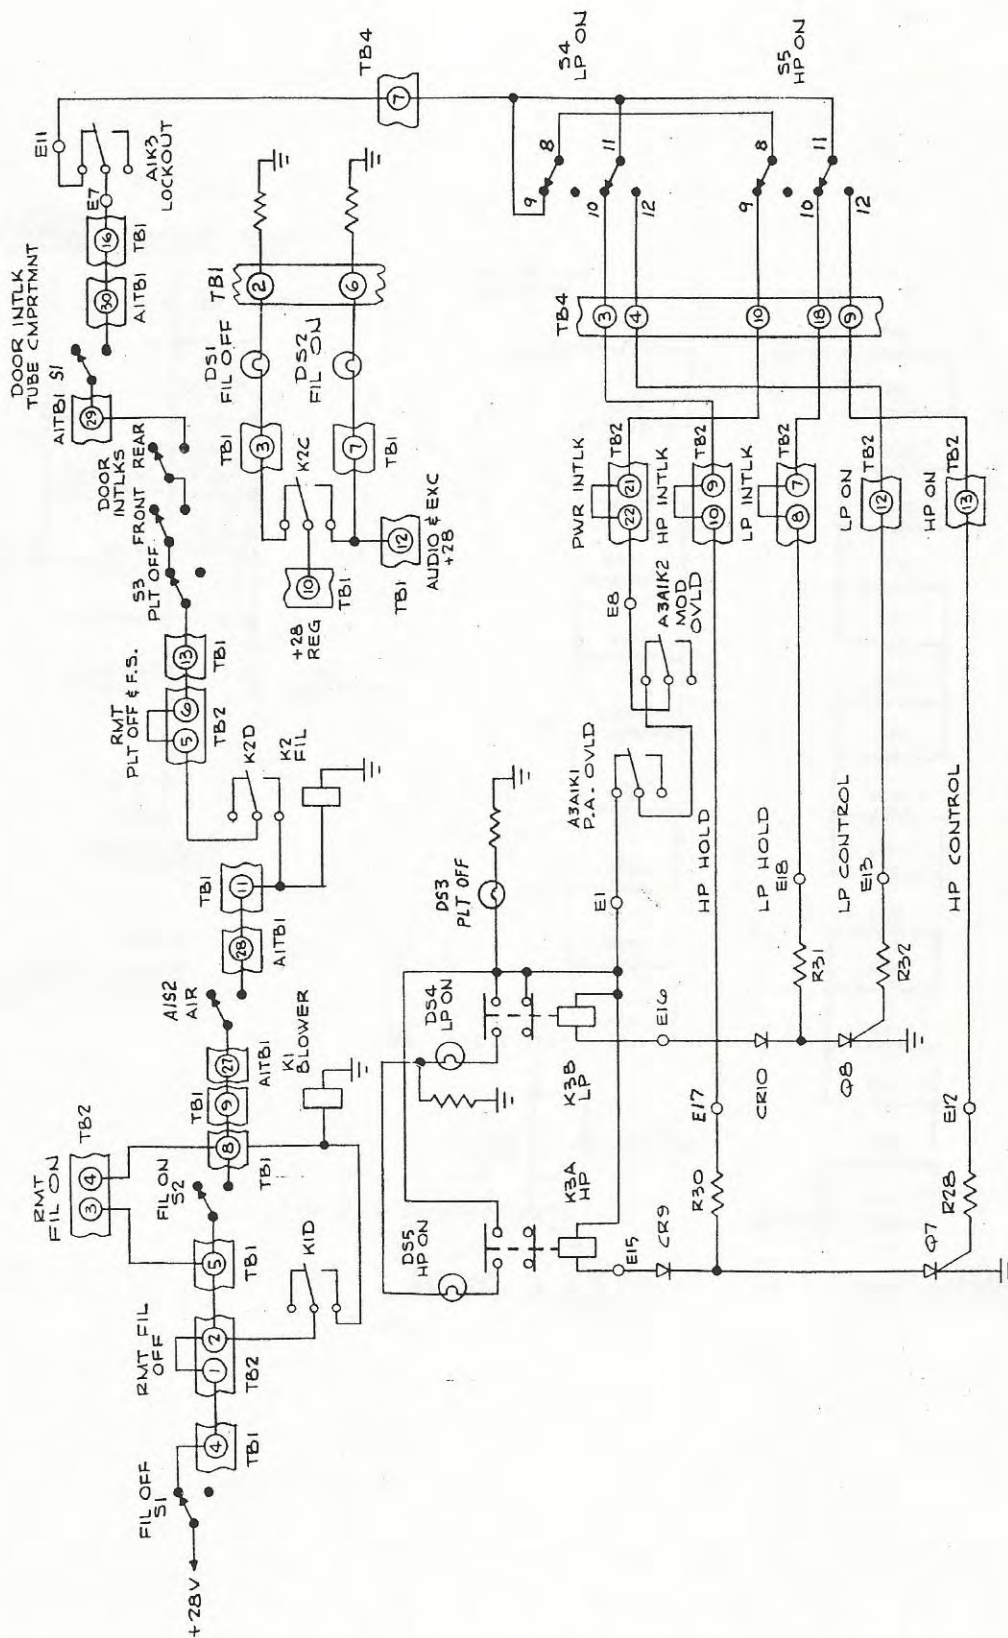 +28V
FIL OFF
S1
4
TB1
RMT FIL
OFF
1
2
TB2
5
TB1
RMT
FIL ON
3
4
TB2
FIL ON
S2
8
TB1
9
TB1
27
A1TB1
K1D
K1
BLOWER
A1S2
AIR
28
A1TB1
11
TB1
K2D
K2
FIL
RMT
PLT OFF & F.S.
5
6
TB2
13
TB1
S3
PLT OFF
DOOR
INTLKS
FRONT
REAR
29
A1TB1
DOOR INTLK
TUBE CMPRTMNT
S1
30
A1TB1
16
TB1
E7
E11
A1K3
LOCKOUT
+28
REG
10
TB1
K2C
3
TB1
7
TB1
12
TB1
AUDIO & EXC
+28
DS1
FIL OFF
DS2
FIL ON
TB1
2
6
7
TB4
S4
LP ON
9
8
10
11
12
S5
HP ON
9
8
10
11
12
TB4
3
4
10
18
9
PWR INTLK
22
21
TB2
HP INTLK
10
9
TB2
LP INTLK
8
7
TB2
LP ON
12
TB2
HP ON
13
TB2
E8
A3A1K2
MOD
OVLD
A3A1K1
P.A. OVLD
E1
DS3
PLT OFF
DS4
LP ON
DS5
HP ON
K3B
LP
K3A
HP
E16
E15
CR9
CR10
HP HOLD
E17
R30
LP HOLD
E18
R31
LP CONTROL
E13
R32
Q8
HP CONTROL
E12
R28
Q7